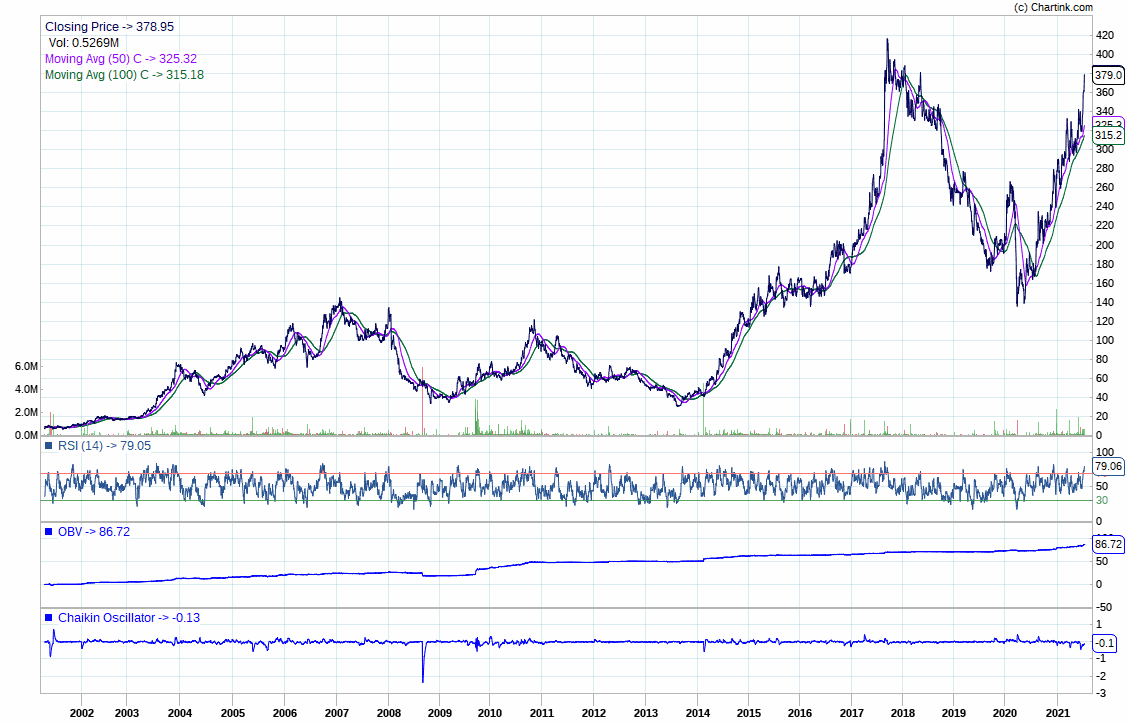 (c) Chartink.com
Closing Price -> 378.95
Vol: 0.5269M
Moving Avg (50) C -> 325.32
Moving Avg (100) C -> 315.18
420
400
379.0
360
340
325.3
315.2
300
280
260
240
220
200
180
160
140
120
100
80
60
40
20
0
6.0M
4.0M
2.0M
0.0M
RSI (14) -> 79.05
100
79.06
50
30
0
OBV -> 86.72
86.72
50
0
-50
Chaikin Oscillator -> -0.13
1
-0.1
-1
-2
-3
2002 2003 2004 2005 2006 2007 2008 2009 2010 2011 2012 2013 2014 2015 2016 2017 2018 2019 2020 2021